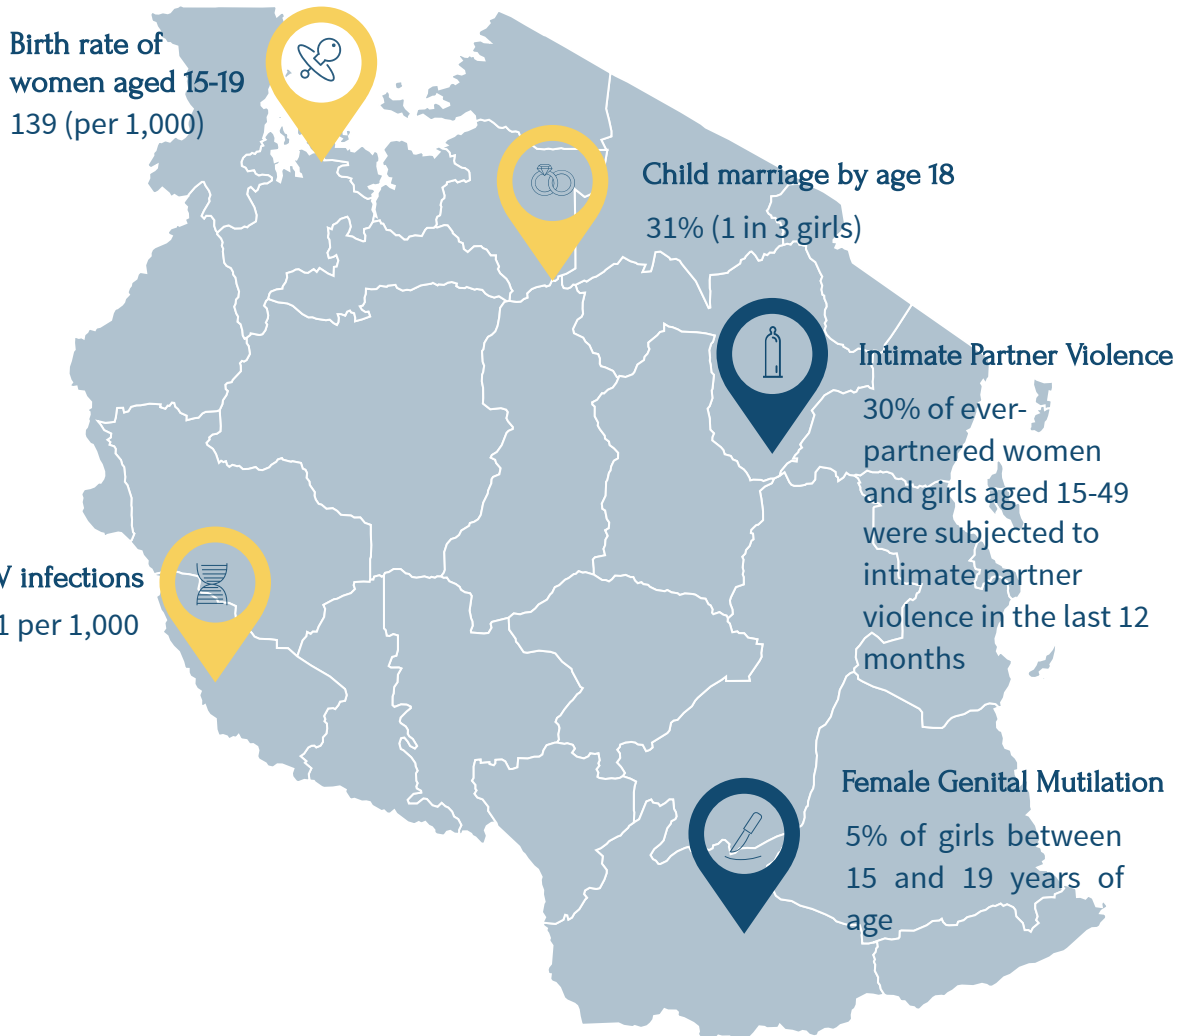 Birth rate of
women aged 15-19
139 (per 1,000)
Child marriage by age 18
31% (1 in 3 girls)
Intimate Partner Violence
30% of ever-
partnered women
and girls aged 15-49
were subjected to
intimate partner
violence in the last 12
months
infections
per 1,000
Female Genital Mutilation
5% of girls between
15 and 19 years of
age